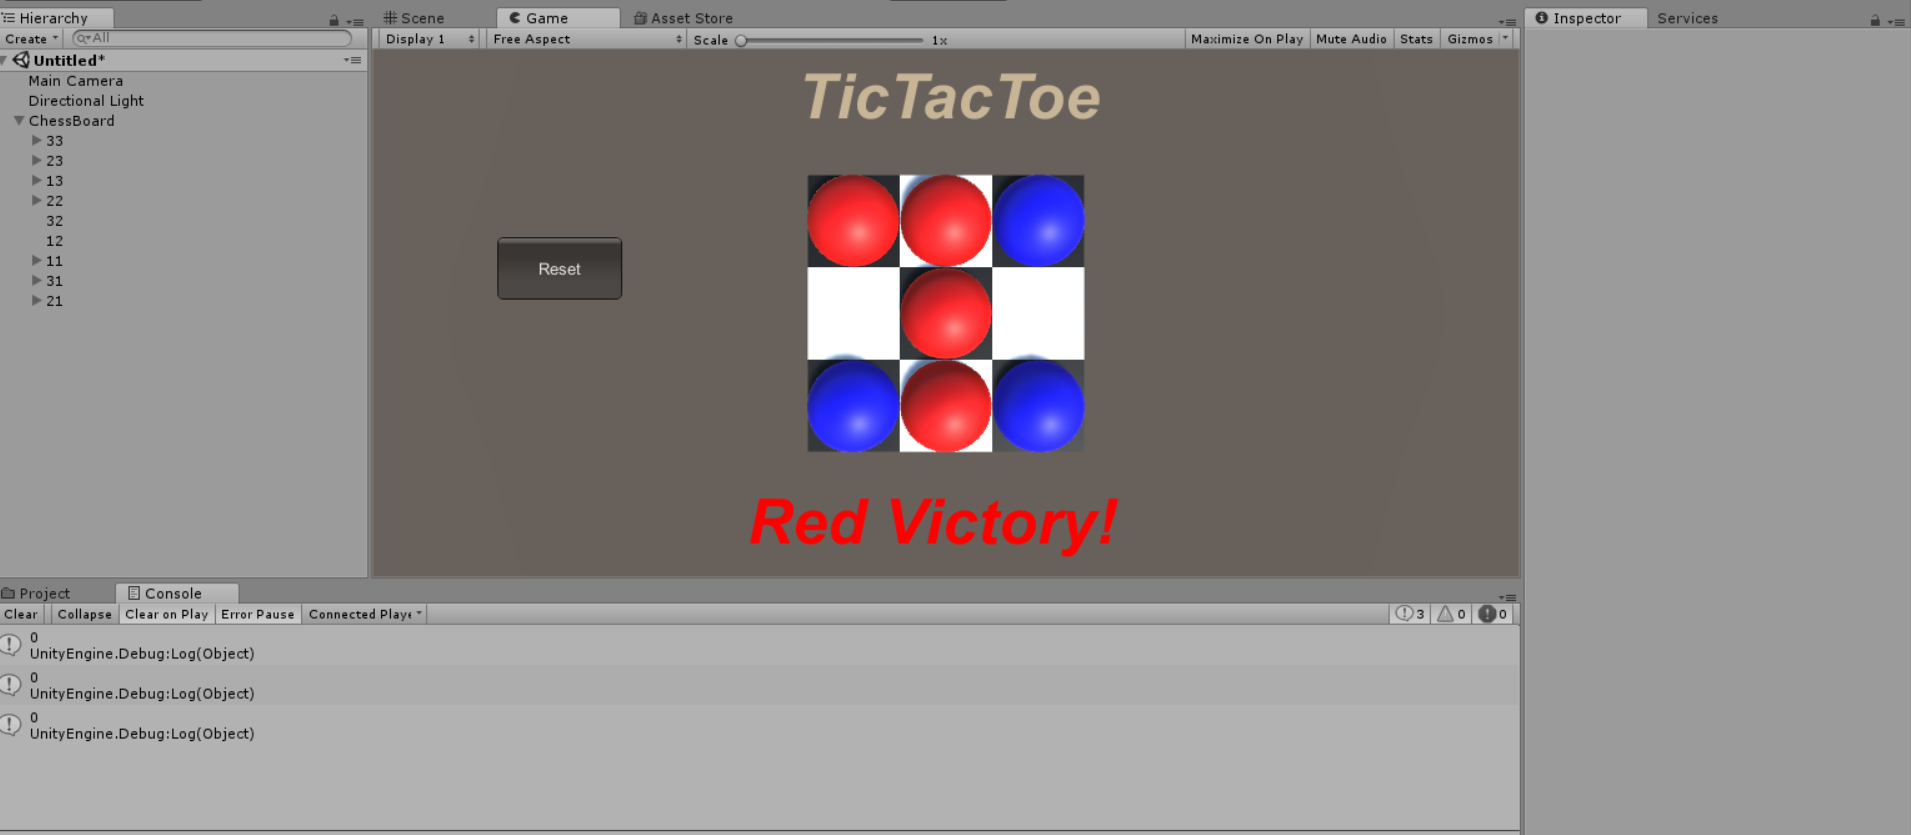 Hierarchy
Create
All
Untitled*
Main Camera
Directional Light
ChessBoard
33
23
13
22
32
12
11
31
21
Scene Game Asset Store
Display 1 Free Aspect Scale 1x Maximize On Play Mute Audio Stats Gizmos
TicTacToe
Reset
Red Victory!
Inspector Services
Project Console
Clear Collapse Clear on Play Error Pause Connected Playe 3 0 0
0
UnityEngine.Debug:Log(Object)
0
UnityEngine.Debug:Log(Object)
0
UnityEngine.Debug:Log(Object)